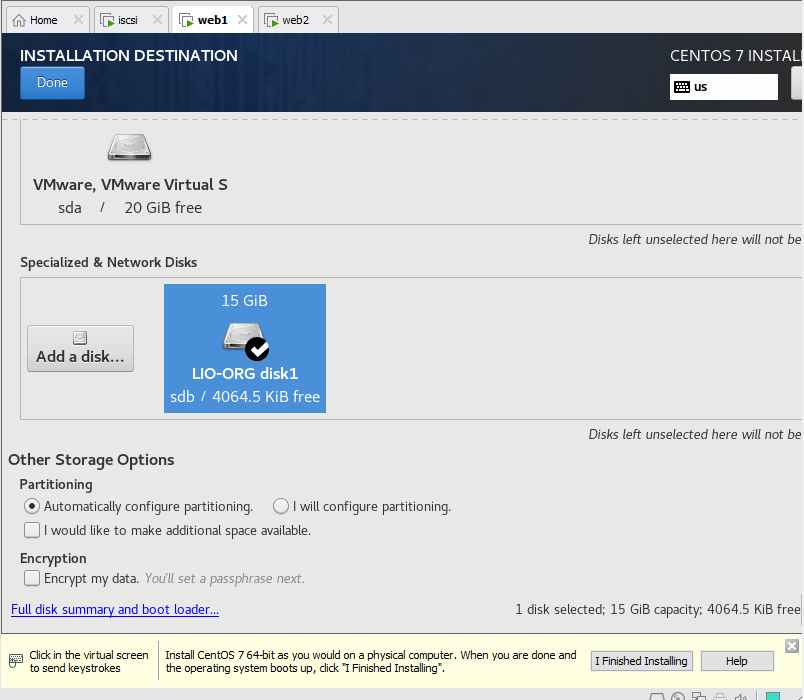 Home
iscsi
web1
web2
INSTALLATION DESTINATION
CENTOS 7 INSTAL
Done
us
VMware, VMware Virtual S
sda / 20 GiB free
Disks left unselected here will not be
Specialized & Network Disks
15 GiB
Add a disk...
LIO-ORG disk1
sdb / 4064.5 KiB free
Disks left unselected here will not be
Other Storage Options
Partitioning
Automatically configure partitioning. I will configure partitioning.
I would like to make additional space available.
Encryption
Encrypt my data. You'll set a passphrase next.
Full disk summary and boot loader... 1 disk selected; 15 GiB capacity; 4064.5 KiB free
Click in the virtual screen
to send keystrokes
Install CentOS 7 64-bit as you would on a physical computer. When you are done and
the operating system boots up, click "I Finished Installing".
I Finished Installing
Help